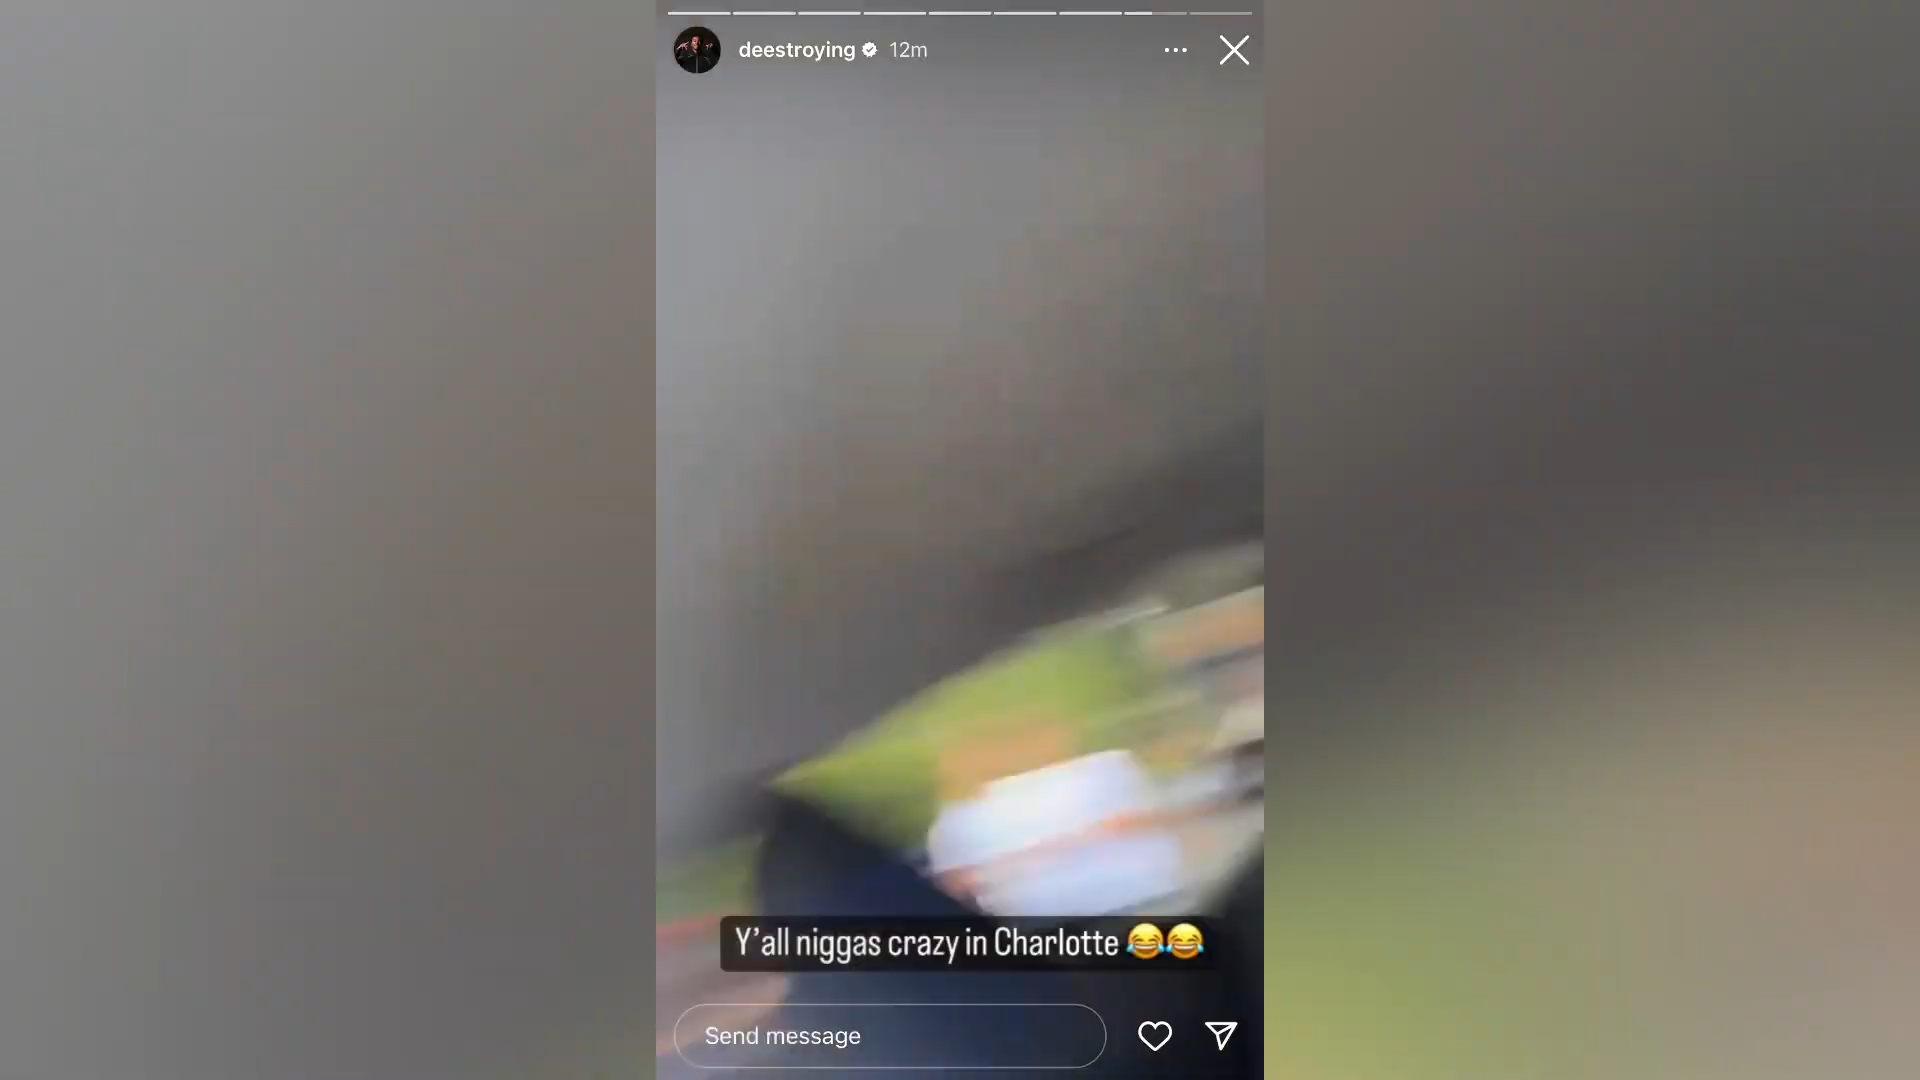 deestroying 12m
Y'all niggas crazy in Charlotte 😂😂
Send message